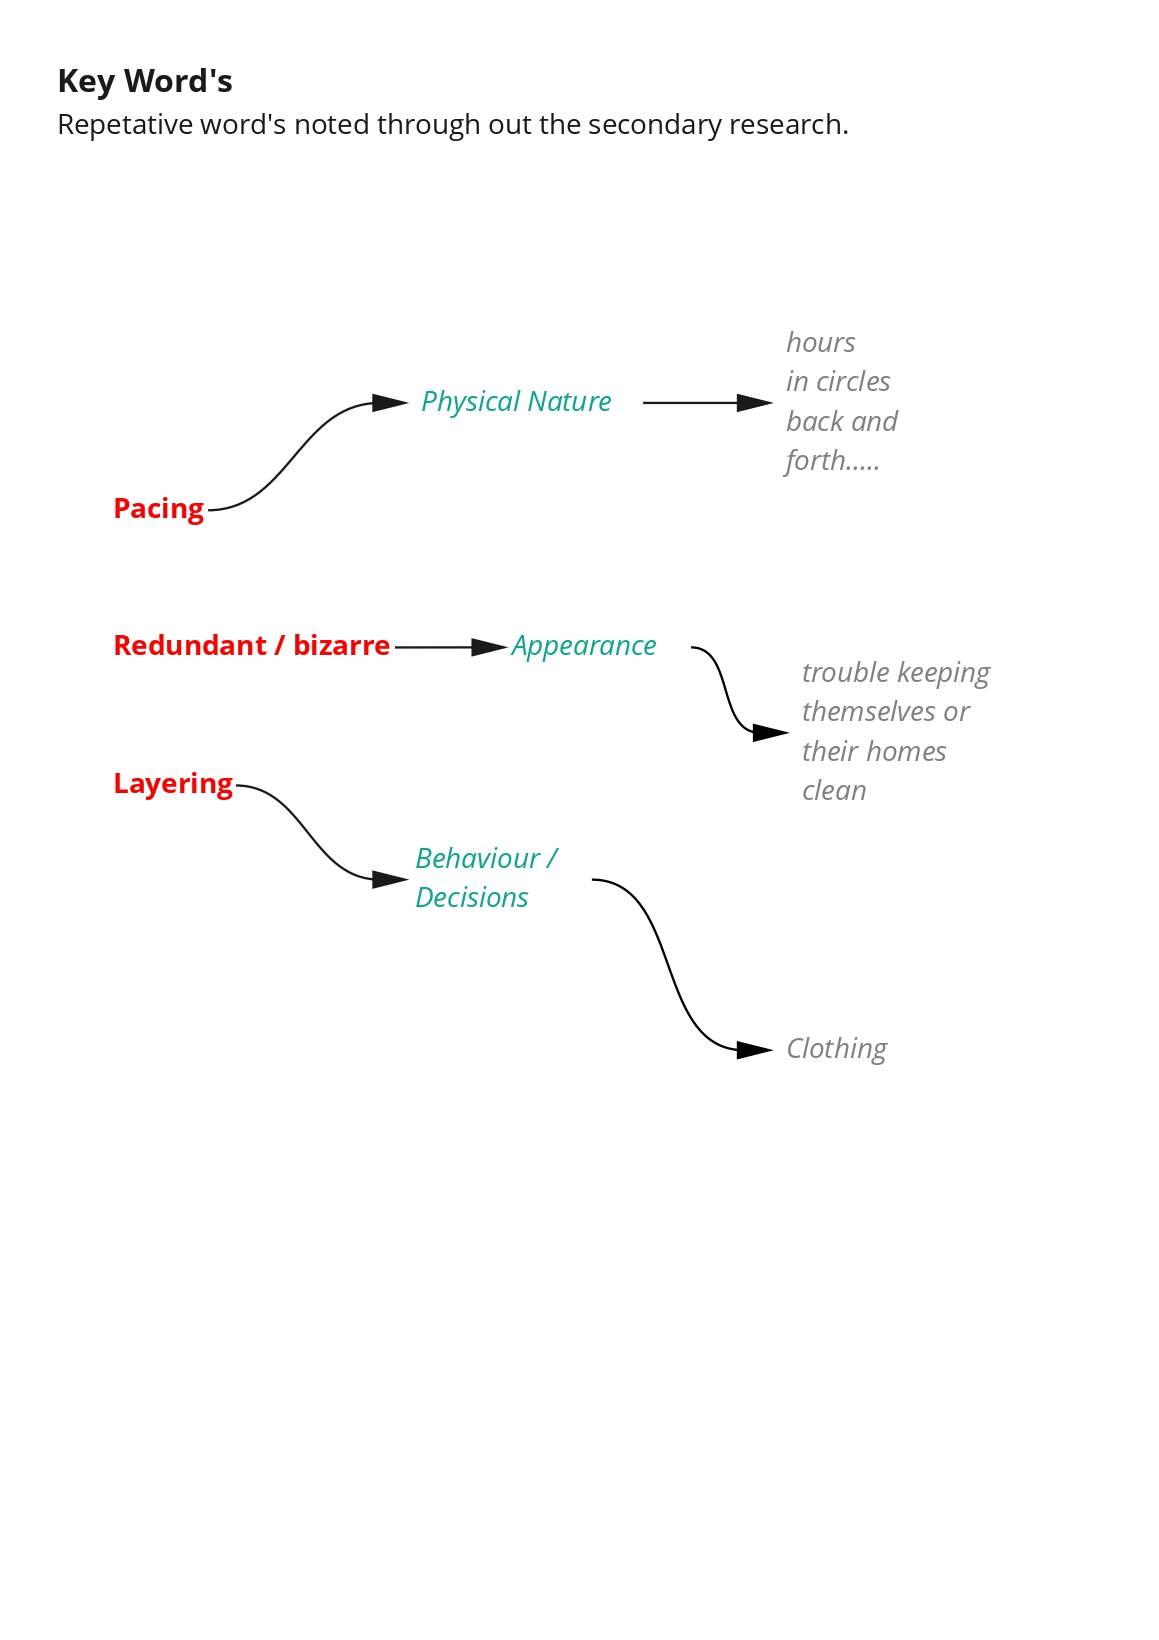 Key Word's
Repetative word's noted through out the secondary research.
Pacing
Physical Nature
hours
in circles
back and
forth.....
Redundant / bizarre
Appearance
trouble keeping
themselves or
their homes
clean
Layering
Behaviour /
Decisions
Clothing